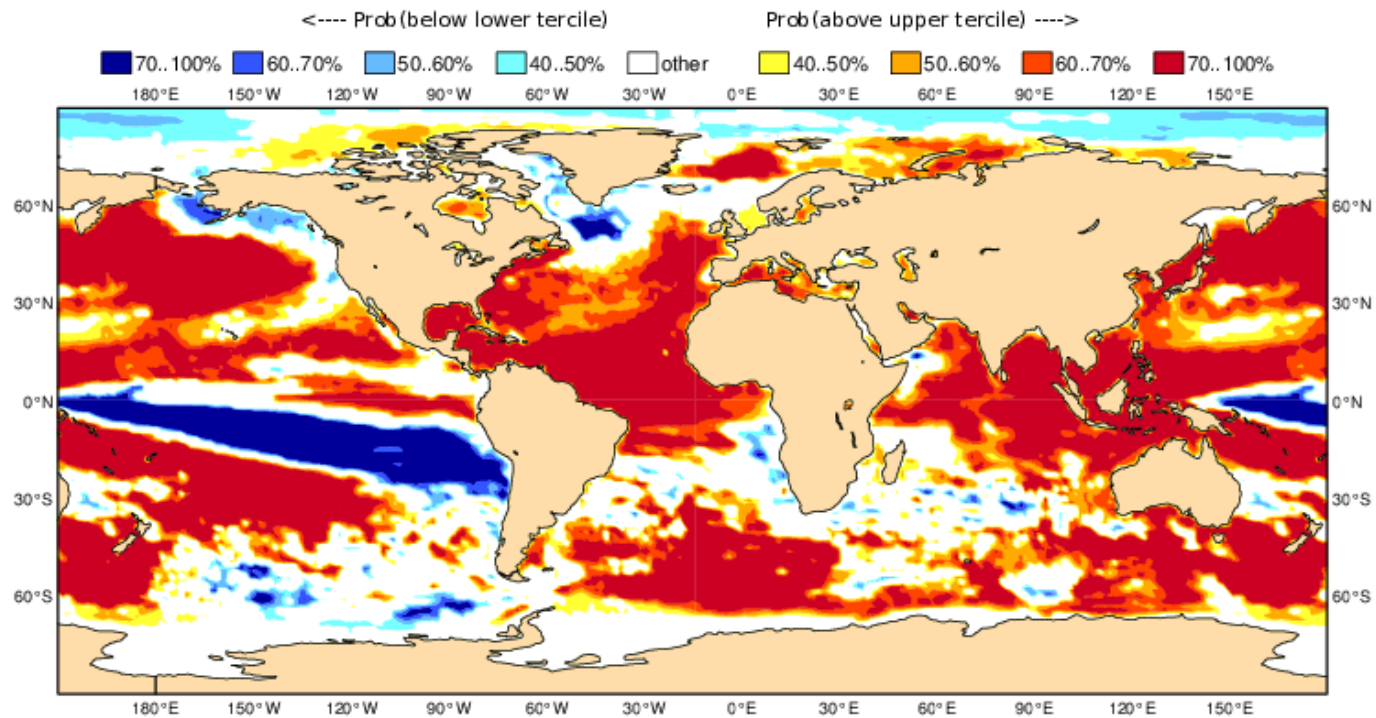 <---- Prob(below lower tercile) Prob(above upper tercile) ---->
70..100% 60..70% 50..60% 40..50% other 40..50% 50..60% 60..70% 70..100%
180°E 150°W 120°W 90°W 60°W 30°W 0°E 30°E 60°E 90°E 120°E 150°E
60°N 60°N
30°N 30°N
0°N 0°N
30°S 30°S
60°S 60°S
180°E 150°W 120°W 90°W 60°W 30°W 0°E 30°E 60°E 90°E 120°E 150°E